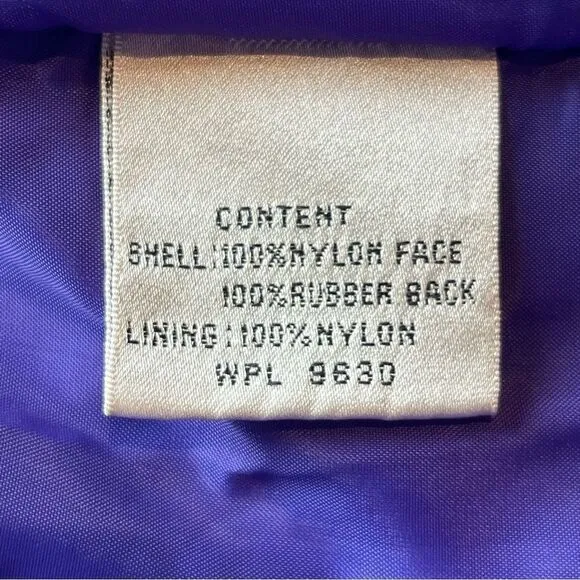 CONTENT
SHELL:100%NYLON FACE
100%RUBBER BACK
LINING:100%NYLON
WPL 9630